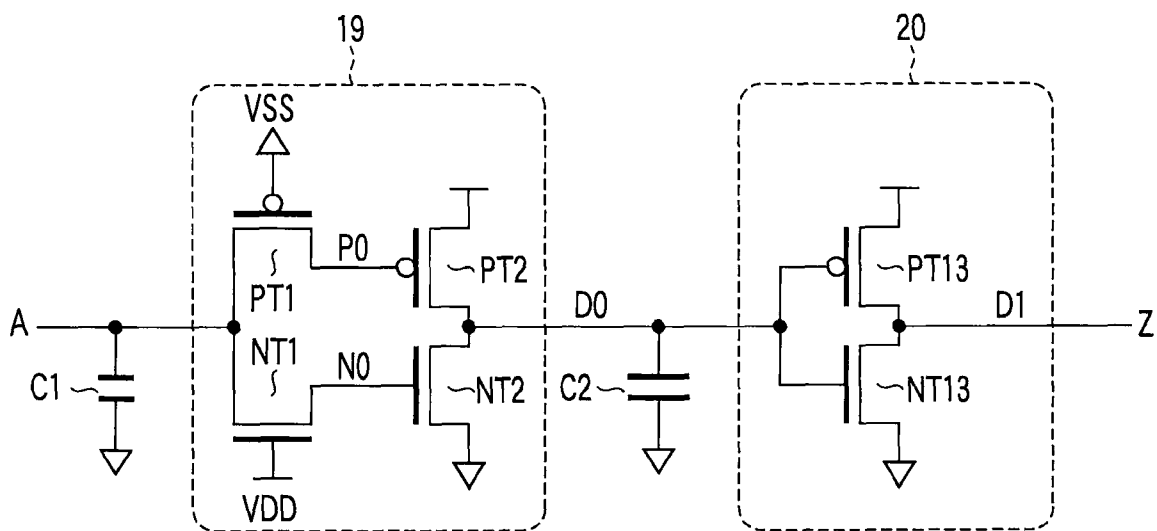 19
20
VSS
P0
PT1
PT2
PT13
A
D0
D1
Z
NT1
N0
C1
NT2
C2
NT13
VDD